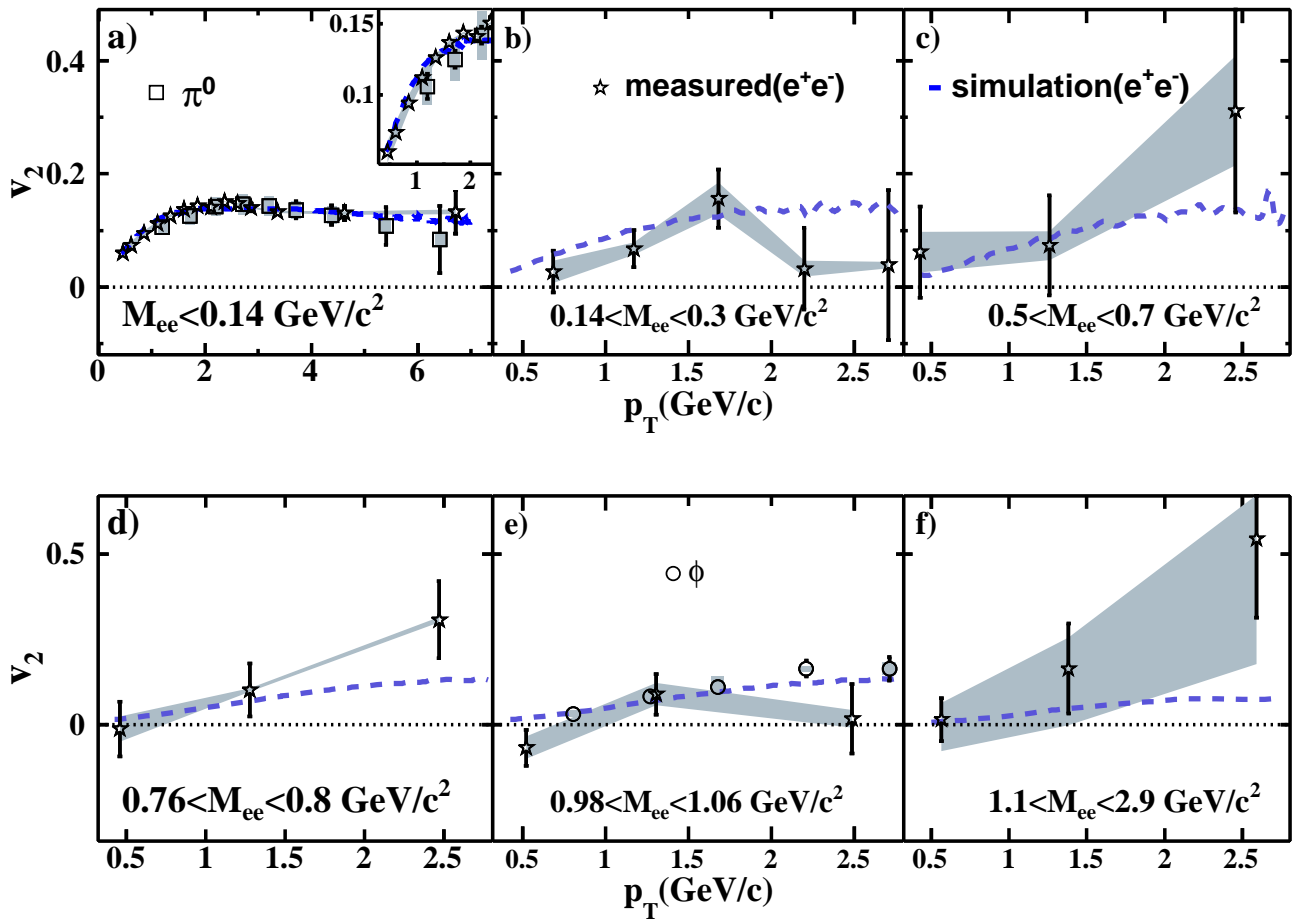 a)
0.15
0.1
1 2
π⁰
b)
measured(e⁺e⁻)
c)
simulation(e⁺e⁻)
v₂
0.4
0.2
0
M_ee<0.14 GeV/c²
0.14<M_ee<0.3 GeV/c²
0.5<M_ee<0.7 GeV/c²
0 2 4 6
0.5 1 1.5 2 2.5
0.5 1 1.5 2 2.5
p_T(GeV/c)
d)
e)
f)
ϕ
v₂
0.5
0
0.76<M_ee<0.8 GeV/c²
0.98<M_ee<1.06 GeV/c²
1.1<M_ee<2.9 GeV/c²
0.5 1 1.5 2 2.5
0.5 1 1.5 2 2.5
0.5 1 1.5 2 2.5
p_T(GeV/c)